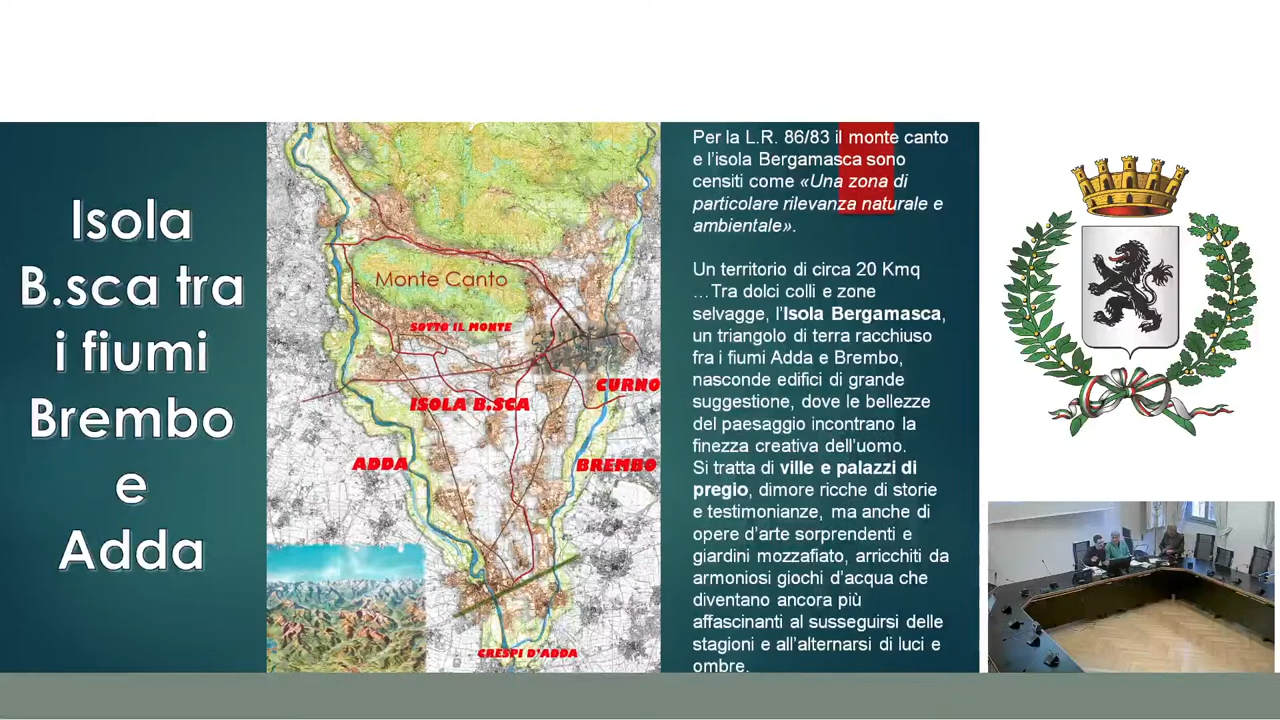 Isola
B.sca tra
i fiumi
Brembo
e
Adda
Monte Canto
SOTTO IL MONTE
CURNO
ISOLA B.SCA
ADDA
BREMBO
CRESPI D'ADDA
Per la L.R. 86/83 il monte canto
e l'isola Bergamasca sono
censiti come «Una zona di
particolare rilevanza naturale e
ambientale».
Un territorio di circa 20 Kmq
…Tra dolci colli e zone
selvagge, l'Isola Bergamasca,
un triangolo di terra racchiuso
fra i fiumi Adda e Brembo,
nasconde edifici di grande
suggestione, dove le bellezze
del paesaggio incontrano la
finezza creativa dell'uomo.
Si tratta di ville e palazzi di
pregio, dimore ricche di storie
e testimonianze, ma anche di
opere d'arte sorprendenti e
giardini mozzafiato, arricchiti da
armoniosi giochi d'acqua che
diventano ancora più
affascinanti al susseguirsi delle
stagioni e all'alternarsi di luci e
ombre.